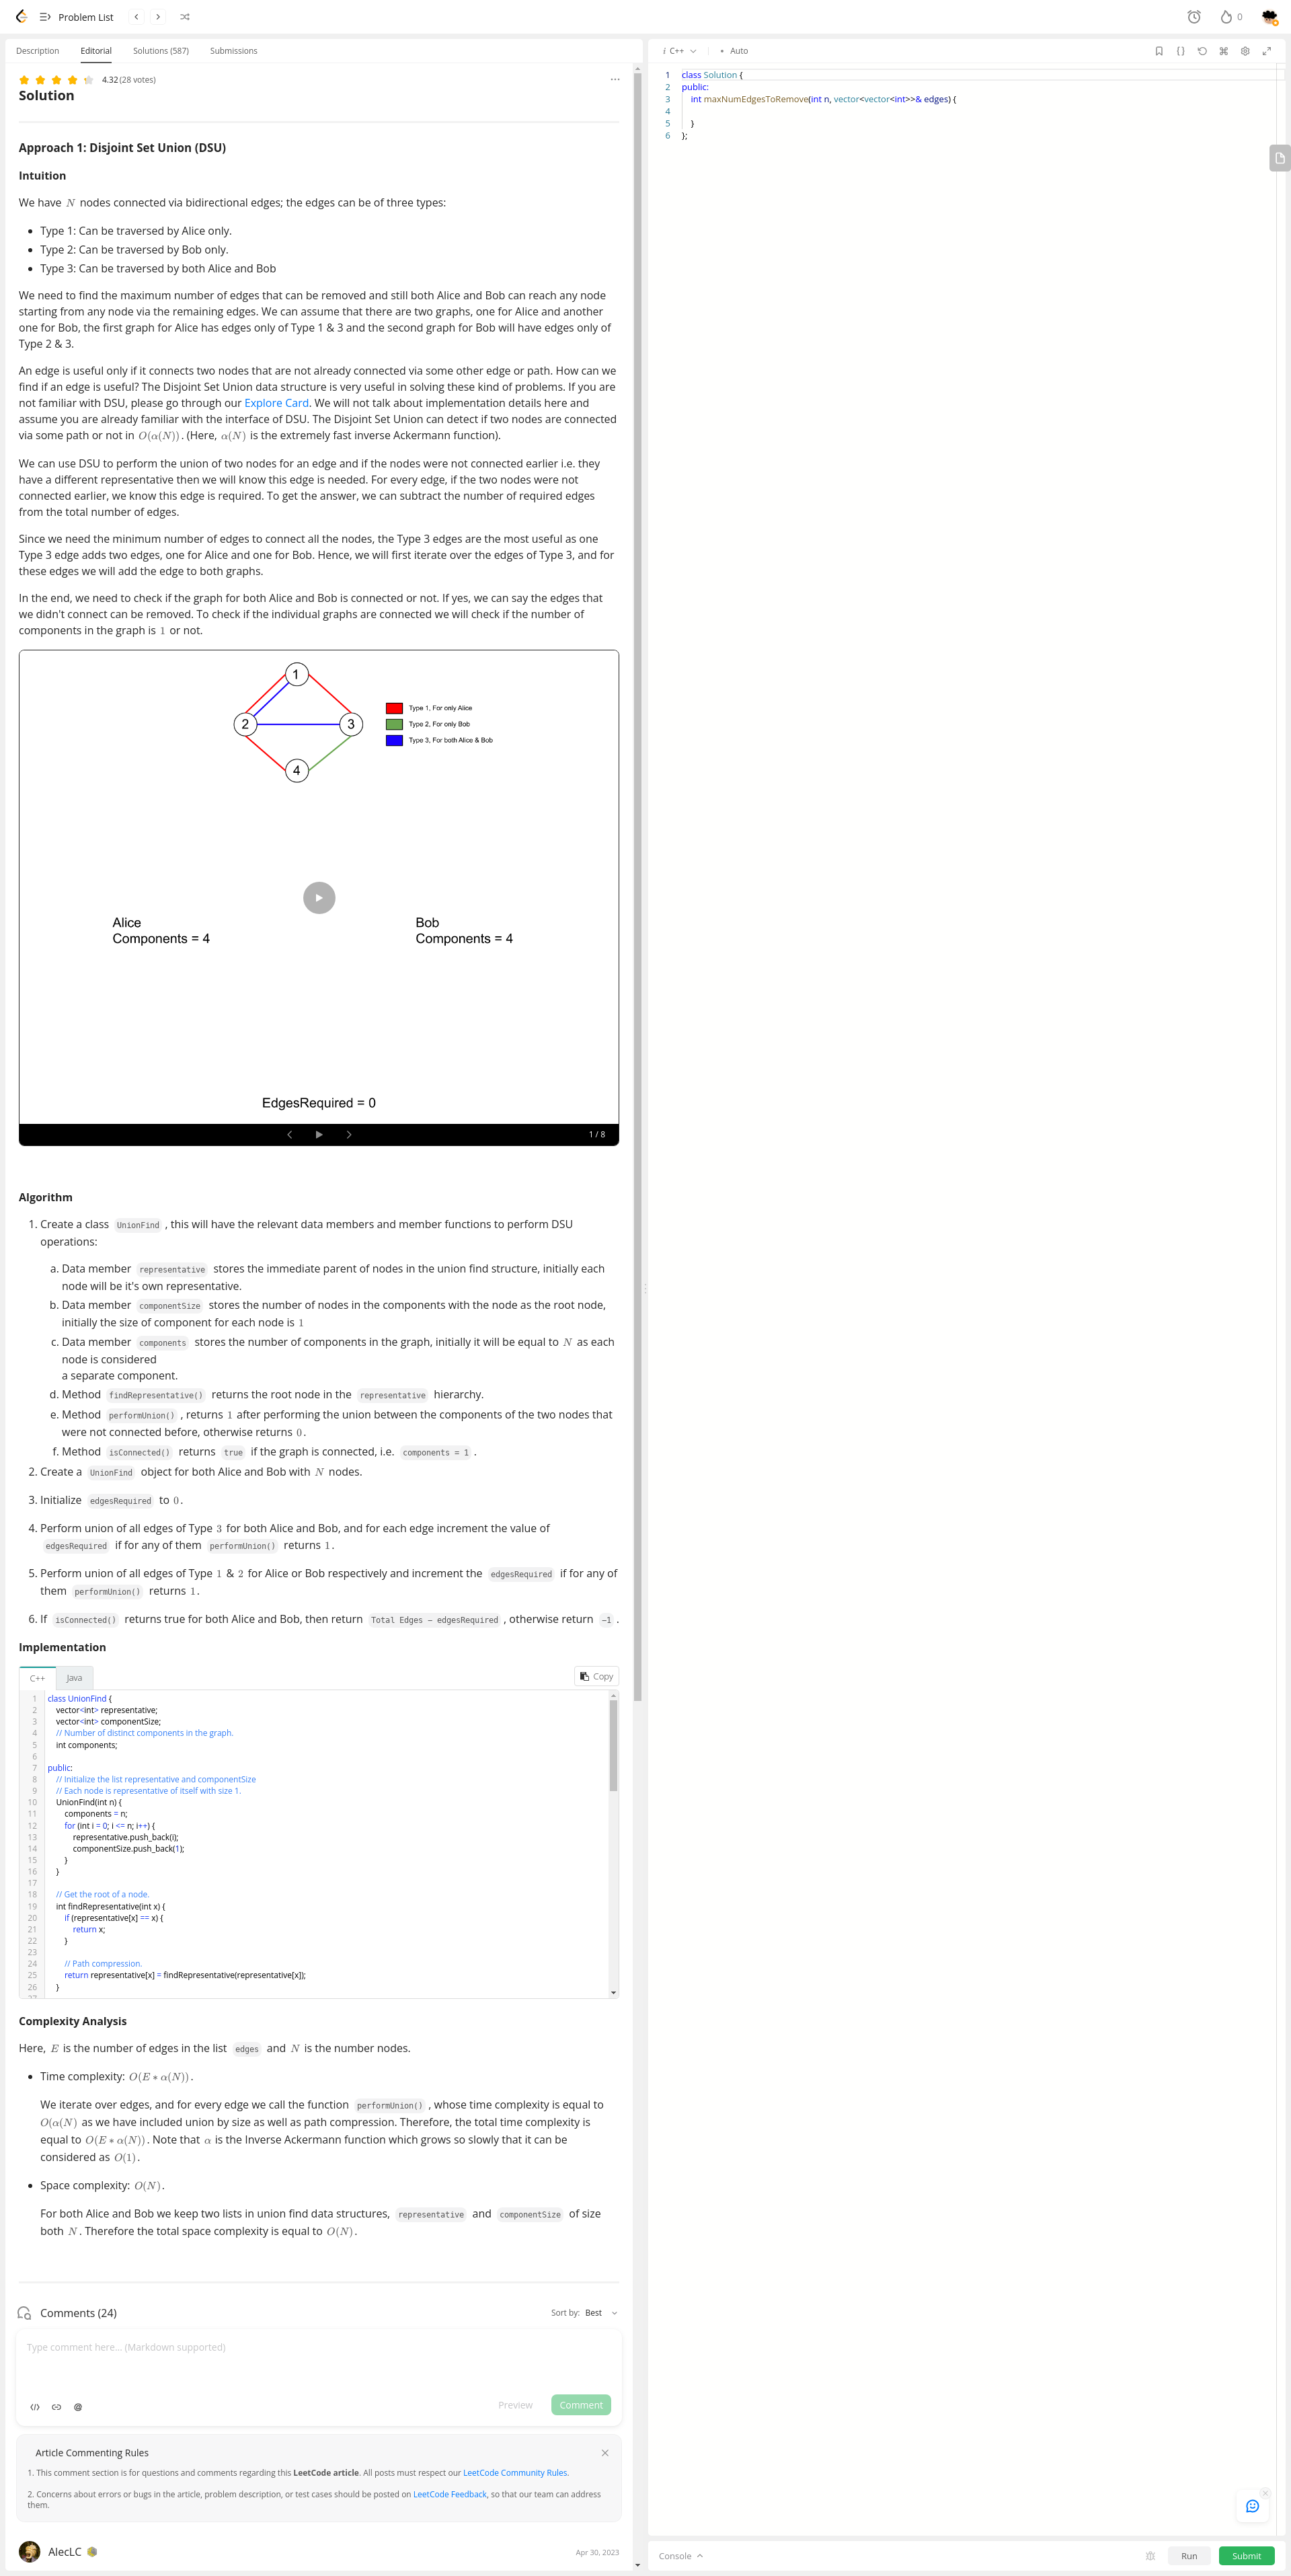 Problem List
0
Description Editorial Solutions (587) Submissions
4.32 (28 votes)
Solution
Approach 1: Disjoint Set Union (DSU)
Intuition
We have N nodes connected via bidirectional edges; the edges can be of three types:
Type 1: Can be traversed by Alice only.
Type 2: Can be traversed by Bob only.
Type 3: Can be traversed by both Alice and Bob
We need to find the maximum number of edges that can be removed and still both Alice and Bob can reach any node
starting from any node via the remaining edges. We can assume that there are two graphs, one for Alice and another
one for Bob, the first graph for Alice has edges only of Type 1 & 3 and the second graph for Bob will have edges only of
Type 2 & 3.
An edge is useful only if it connects two nodes that are not already connected via some other edge or path. How can we
find if an edge is useful? The Disjoint Set Union data structure is very useful in solving these kind of problems. If you are
not familiar with DSU, please go through our Explore Card. We will not talk about implementation details here and
assume you are already familiar with the interface of DSU. The Disjoint Set Union can detect if two nodes are connected
via some path or not in O(α(N)). (Here, α(N) is the extremely fast inverse Ackermann function).
We can use DSU to perform the union of two nodes for an edge and if the nodes were not connected earlier i.e. they
have a different representative then we will know this edge is needed. For every edge, if the two nodes were not
connected earlier, we know this edge is required. To get the answer, we can subtract the number of required edges
from the total number of edges.
Since we need the minimum number of edges to connect all the nodes, the Type 3 edges are the most useful as one
Type 3 edge adds two edges, one for Alice and one for Bob. Hence, we will first iterate over the edges of Type 3, and for
these edges we will add the edge to both graphs.
In the end, we need to check if the graph for both Alice and Bob is connected or not. If yes, we can say the edges that
we didn't connect can be removed. To check if the individual graphs are connected we will check if the number of
components in the graph is 1 or not.
1
2
3
4
Type 1, For only Alice
Type 2, For only Bob
Type 3, For both Alice & Bob
Alice
Components = 4
Bob
Components = 4
EdgesRequired = 0
1 / 8
Algorithm
1. Create a class UnionFind , this will have the relevant data members and member functions to perform DSU
operations:
a. Data member representative stores the immediate parent of nodes in the union find structure, initially each
node will be it's own representative.
b. Data member componentSize stores the number of nodes in the components with the node as the root node,
initially the size of component for each node is 1
c. Data member components stores the number of components in the graph, initially it will be equal to N as each
node is considered
a separate component.
d. Method findRepresentative() returns the root node in the representative hierarchy.
e. Method performUnion() , returns 1 after performing the union between the components of the two nodes that
were not connected before, otherwise returns 0.
f. Method isConnected() returns true if the graph is connected, i.e. components = 1 .
2. Create a UnionFind object for both Alice and Bob with N nodes.
3. Initialize edgesRequired to 0.
4. Perform union of all edges of Type 3 for both Alice and Bob, and for each edge increment the value of
edgesRequired if for any of them performUnion() returns 1.
5. Perform union of all edges of Type 1 & 2 for Alice or Bob respectively and increment the edgesRequired if for any of
them performUnion() returns 1.
6. If isConnected() returns true for both Alice and Bob, then return Total Edges − edgesRequired , otherwise return −1 .
Implementation
C++ Java Copy
1 class UnionFind {
2 vector<int> representative;
3 vector<int> componentSize;
4 // Number of distinct components in the graph.
5 int components;
6
7 public:
8 // Initialize the list representative and componentSize
9 // Each node is representative of itself with size 1.
10 UnionFind(int n) {
11 components = n;
12 for (int i = 0; i <= n; i++) {
13 representative.push_back(i);
14 componentSize.push_back(1);
15 }
16 }
17
18 // Get the root of a node.
19 int findRepresentative(int x) {
20 if (representative[x] == x) {
21 return x;
22 }
23
24 // Path compression.
25 return representative[x] = findRepresentative(representative[x]);
26 }
Complexity Analysis
Here, E is the number of edges in the list edges and N is the number nodes.
Time complexity: O(E ∗ α(N)).
We iterate over edges, and for every edge we call the function performUnion() , whose time complexity is equal to
O(α(N) as we have included union by size as well as path compression. Therefore, the total time complexity is
equal to O(E ∗ α(N)). Note that α is the Inverse Ackermann function which grows so slowly that it can be
considered as O(1).
Space complexity: O(N).
For both Alice and Bob we keep two lists in union find data structures, representative and componentSize of size
both N. Therefore the total space complexity is equal to O(N).
Comments (24)
Sort by: Best
Type comment here... (Markdown supported)
Preview Comment
Article Commenting Rules
1. This comment section is for questions and comments regarding this LeetCode article. All posts must respect our LeetCode Community Rules.
2. Concerns about errors or bugs in the article, problem description, or test cases should be posted on LeetCode Feedback, so that our team can address
them.
AlecLC
Apr 30, 2023
i C++ Auto
1 class Solution {
2 public:
3 int maxNumEdgesToRemove(int n, vector<vector<int>>& edges) {
4
5 }
6 };
Console
Run Submit